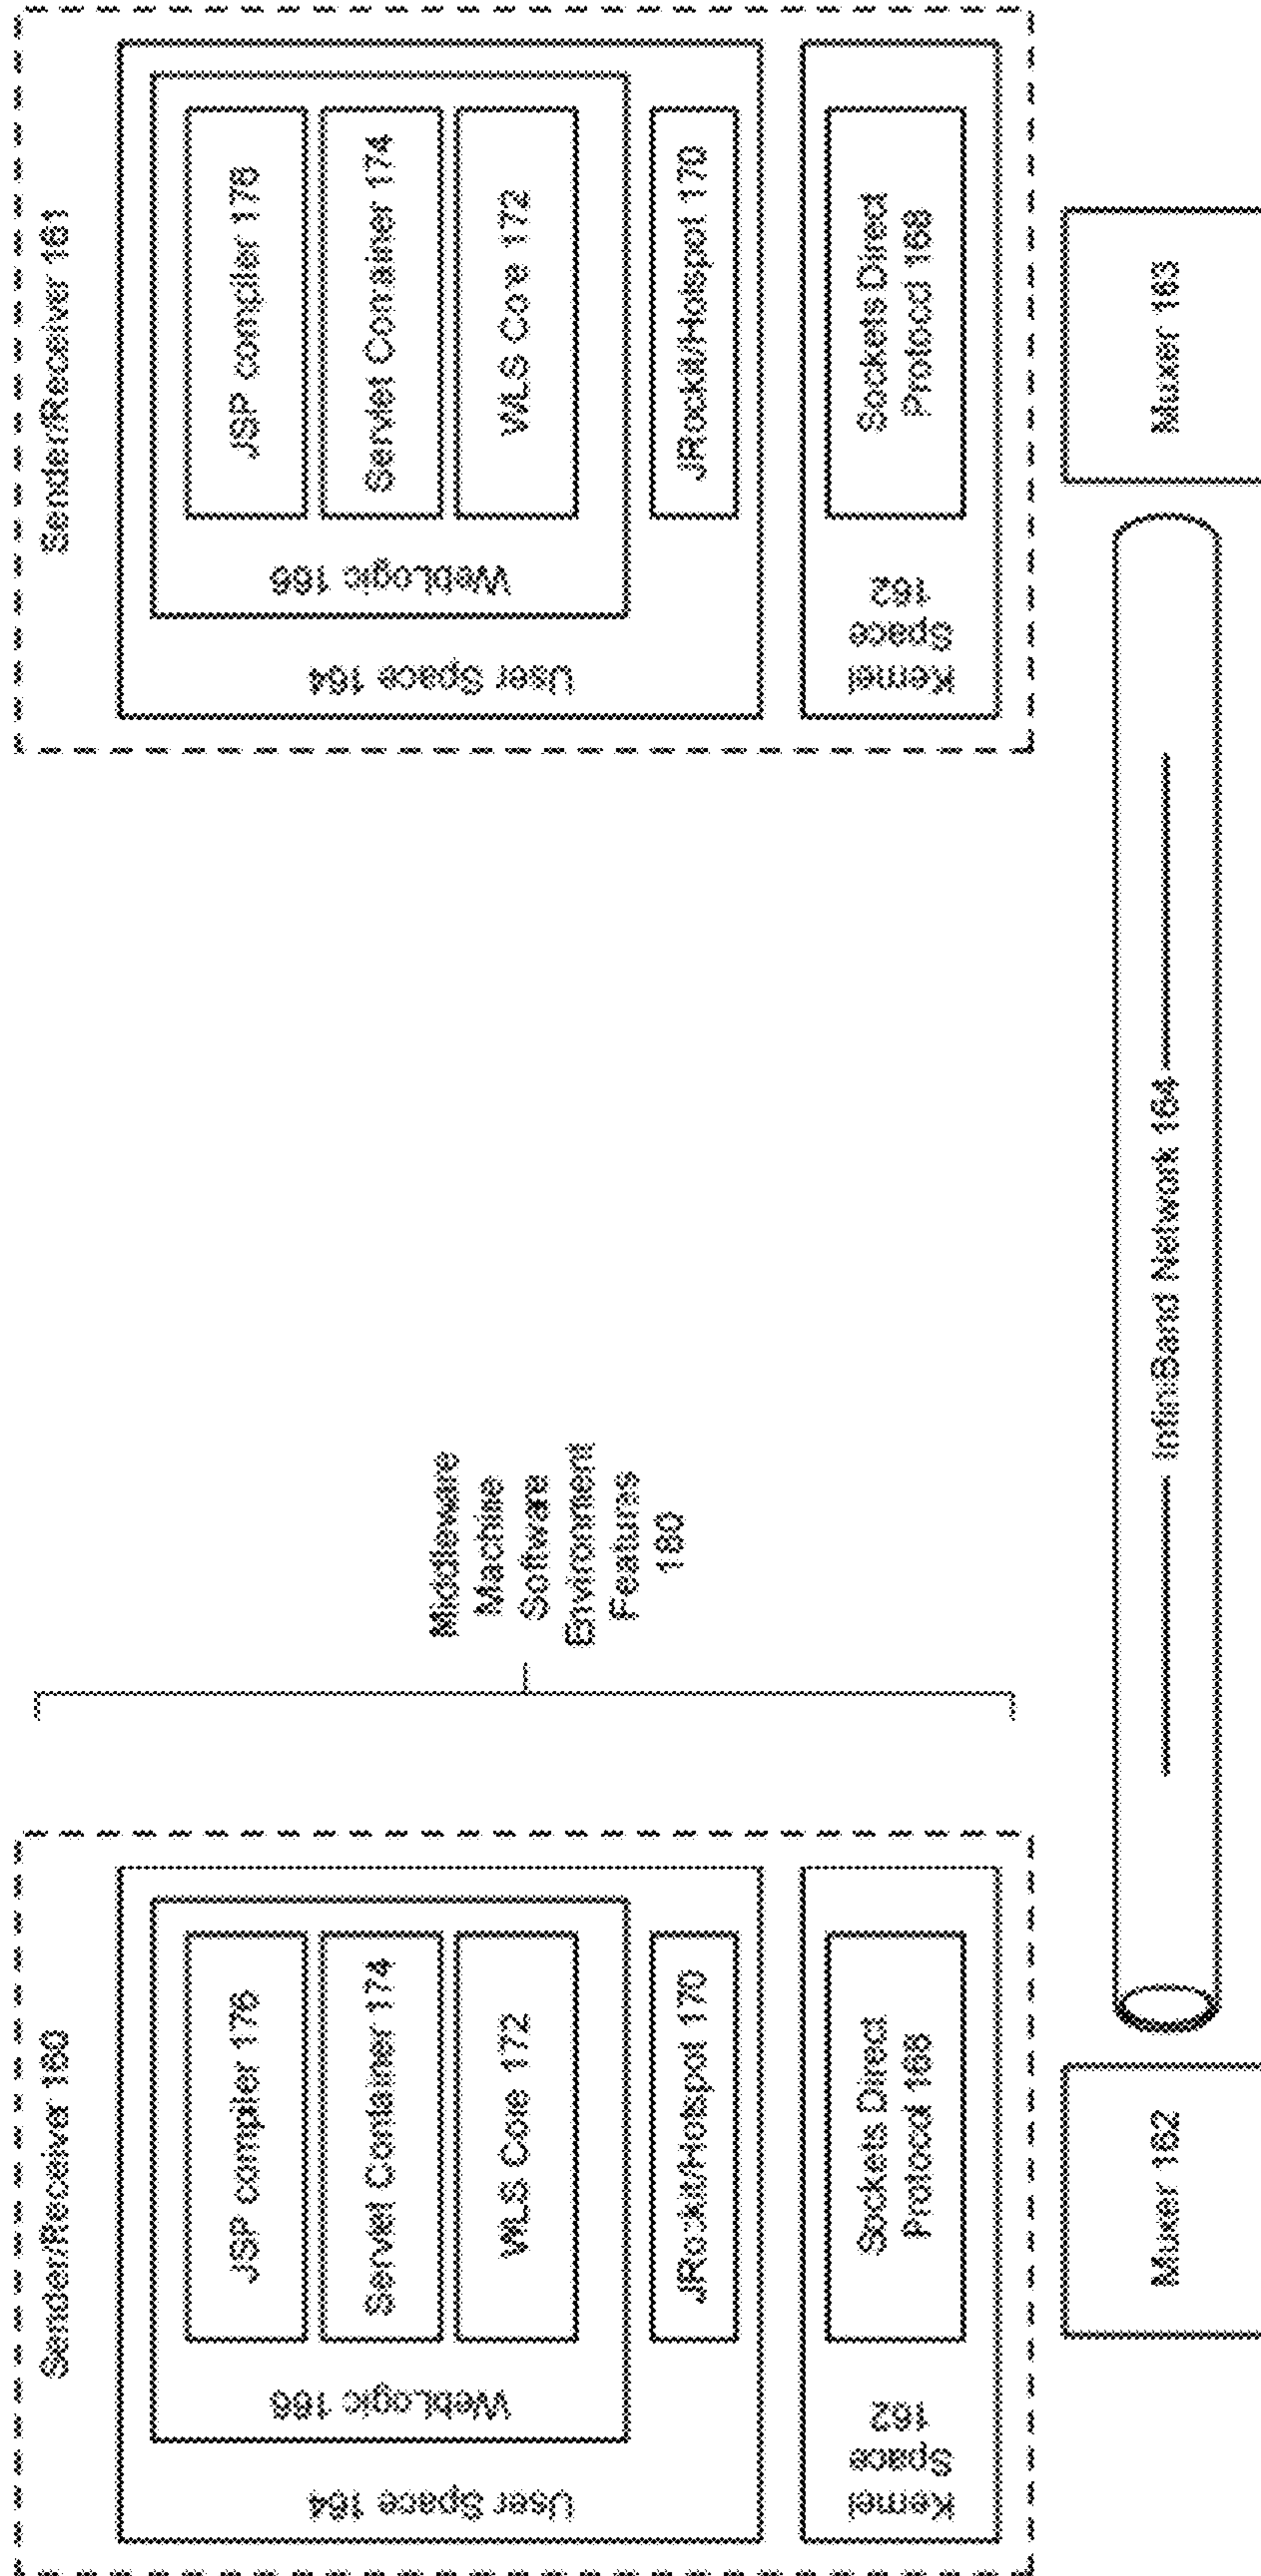 Sender/Receiver 160
User Space 164
WebLogic 166
JSP compiler 176
Servlet Container 174
WLS Core 172
JRockit/Hotspot 170
Kernel
Space
162
Sockets Direct
Protocol 168
Middleware
Machine
Software
Environment
Features
180
Sender/Receiver 161
User Space 164
WebLogic 166
JSP compiler 176
Servlet Container 174
WLS Core 172
JRockit/Hotspot 170
Kernel
Space
162
Sockets Direct
Protocol 168
Muxer 162
InfiniBand Network 164
Muxer 163